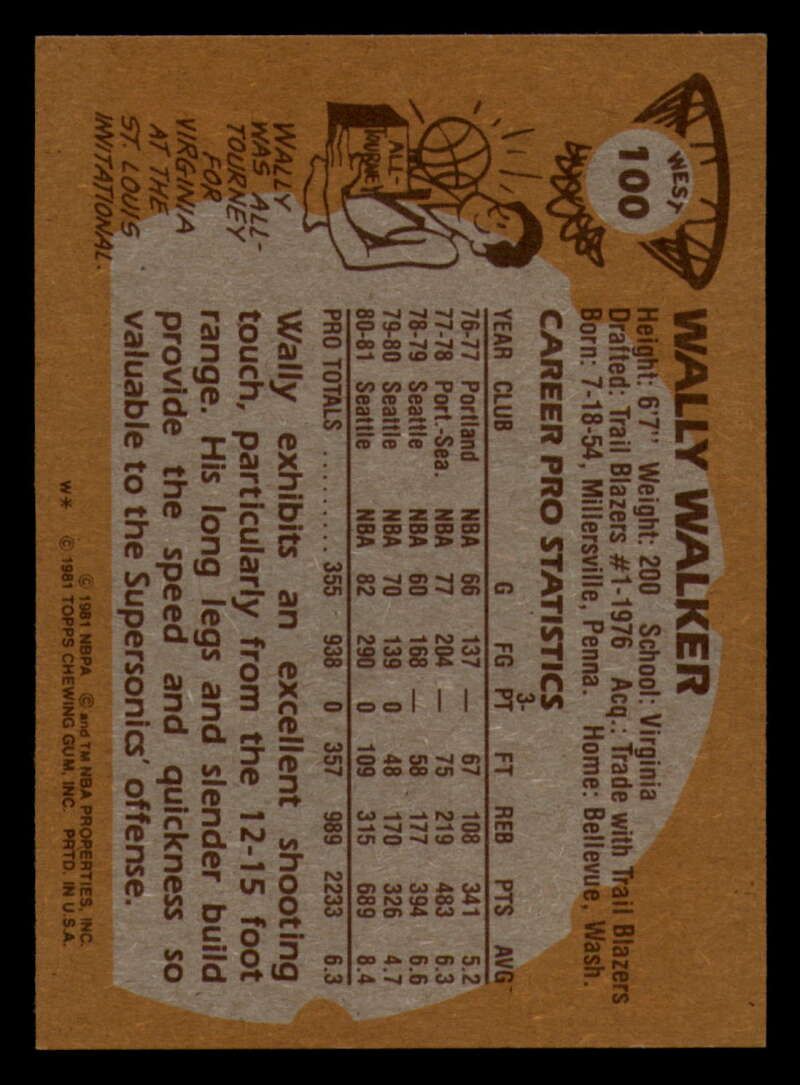 WEST
100
WALLY WALKER
Height: 6'7" Weight: 200 School: Virginia
Drafted: Trail Blazers #1-1976 Acq.: Trade with Trail Blazers
Born: 7-18-54, Millersville, Penna. Home: Bellevue, Wash.
CAREER PRO STATISTICS
YEAR CLUB G FG 3-PT FT REB PTS AVG
76-77 Portland NBA 66 137 — 67 108 341 5.2
77-78 Port.-Sea. NBA 77 204 — 75 219 483 6.3
78-79 Seattle NBA 60 168 — 58 177 394 6.6
79-80 Seattle NBA 70 139 0 48 170 326 4.7
80-81 Seattle NBA 82 290 0 109 315 689 8.4
PRO TOTALS .......... 355 938 0 357 989 2233 6.3
ALL-
TOURNEY
WALLY
WAS ALL-
TOURNEY
FOR
VIRGINIA
AT THE
ST. LOUIS
INVITATIONAL.
Wally exhibits an excellent shooting
touch, particularly from the 12-15 foot
range. His long legs and slender build
provide the speed and quickness so
valuable to the Supersonics' offense.
© 1981 NBPA © and TM NBA PROPERTIES, INC.
W* © 1981 TOPPS CHEWING GUM, INC. PRTD. IN U.S.A.